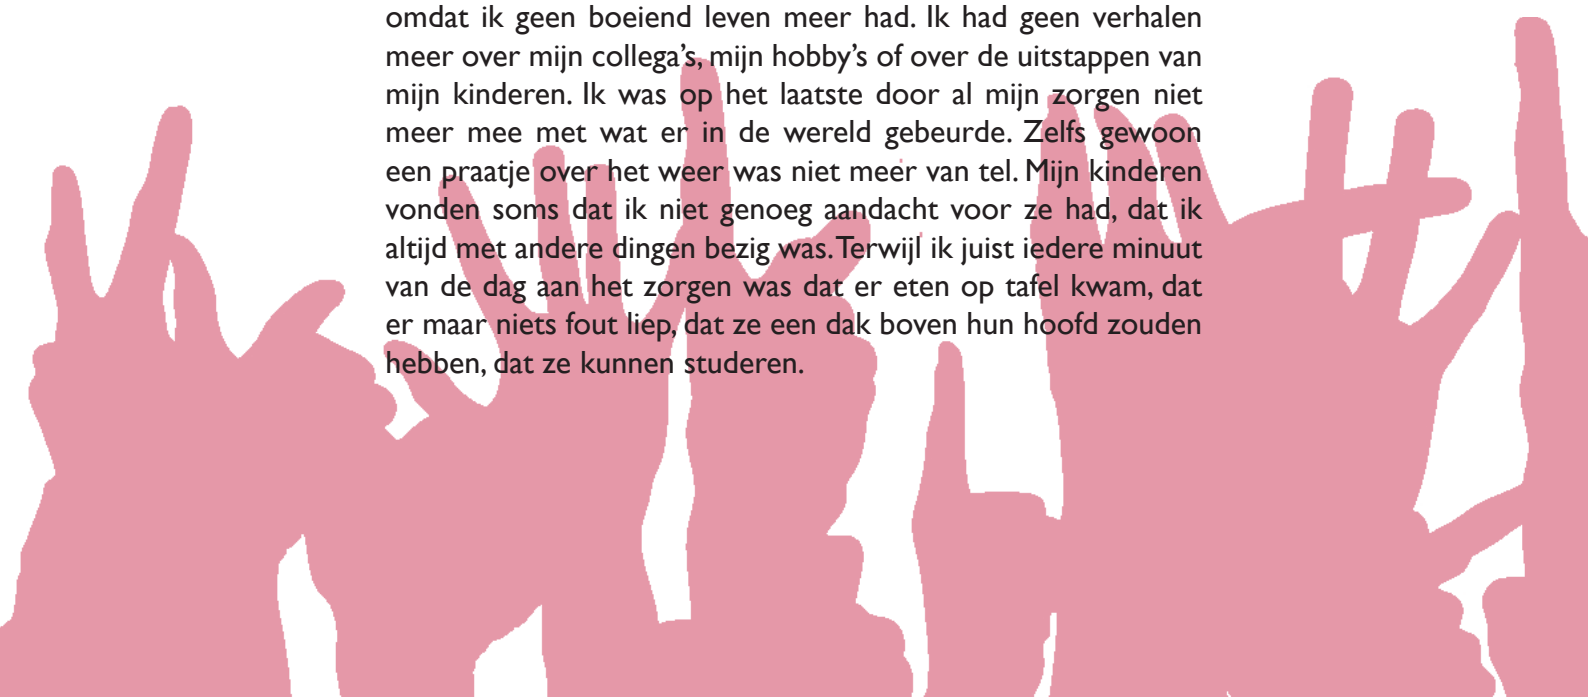 omdat ik geen boeiend leven meer had. Ik had geen verhalen
meer over mijn collega’s, mijn hobby’s of over de uitstappen van
mijn kinderen. Ik was op het laatste door al mijn zorgen niet
meer mee met wat er in de wereld gebeurde. Zelfs gewoon
een praatje over het weer was niet meer van tel. Mijn kinderen
vonden soms dat ik niet genoeg aandacht voor ze had, dat ik
altijd met andere dingen bezig was. Terwijl ik juist iedere minuut
van de dag aan het zorgen was dat er eten op tafel kwam, dat
er maar niets fout liep, dat ze een dak boven hun hoofd zouden
hebben, dat ze kunnen studeren.